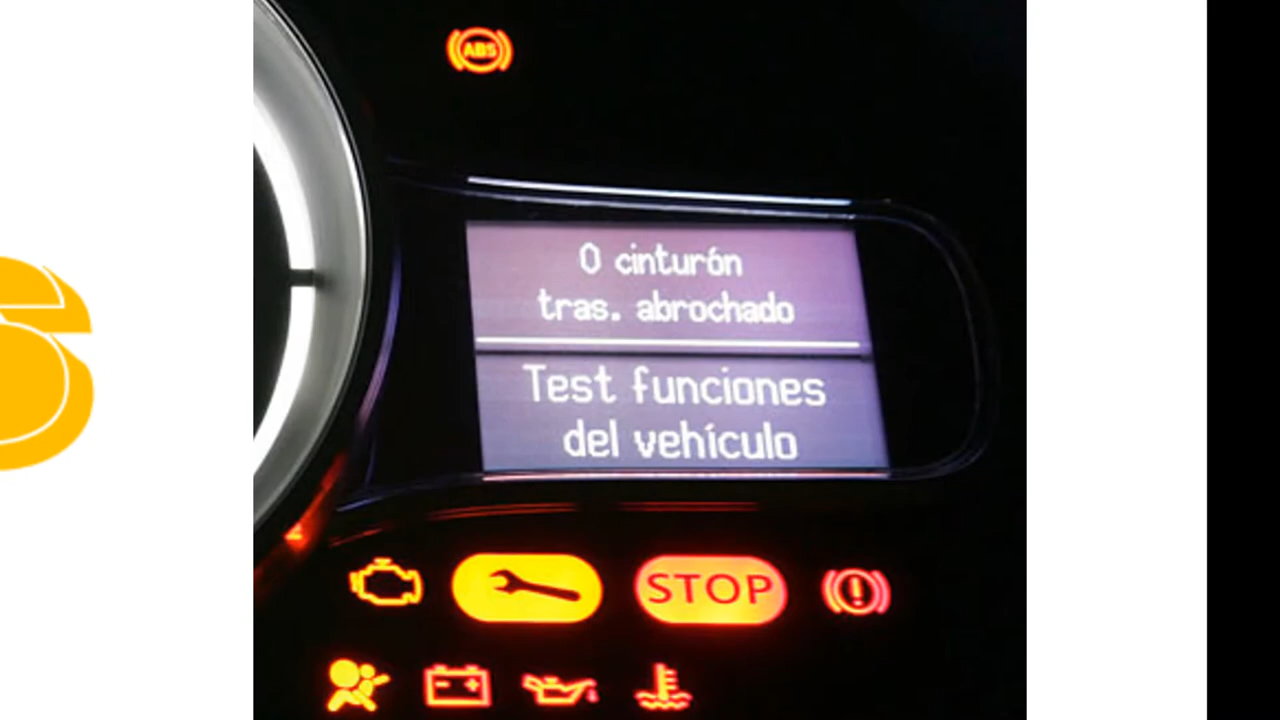 ABS
0 cinturón
tras. abrochado
Test funciones
del vehículo
STOP